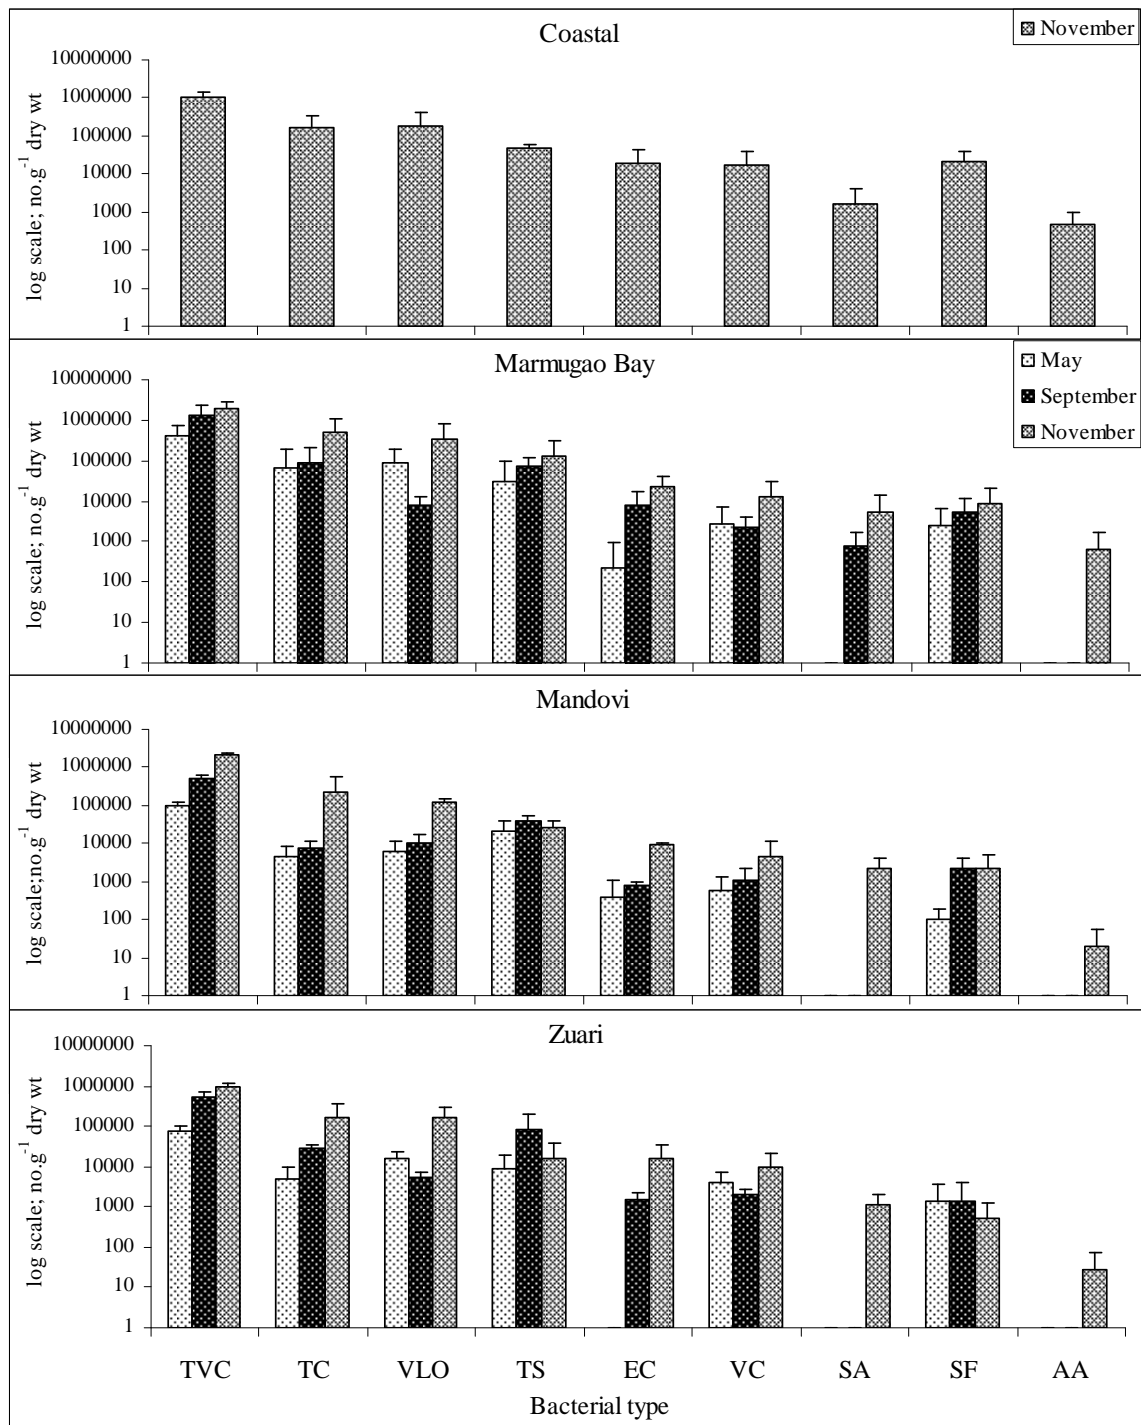 Coastal
November
log scale; no.g-1 dry wt
10000000
1000000
100000
10000
1000
100
10
1
Marmugao Bay
May
September
November
log scale; no.g-1 dry wt
10000000
1000000
100000
10000
1000
100
10
1
Mandovi
log scale;no.g-1 dry wt
10000000
1000000
100000
10000
1000
100
10
1
Zuari
log scale; no.g-1 dry wt
10000000
1000000
100000
10000
1000
100
10
1
TVC TC VLO TS EC VC SA SF AA
Bacterial type